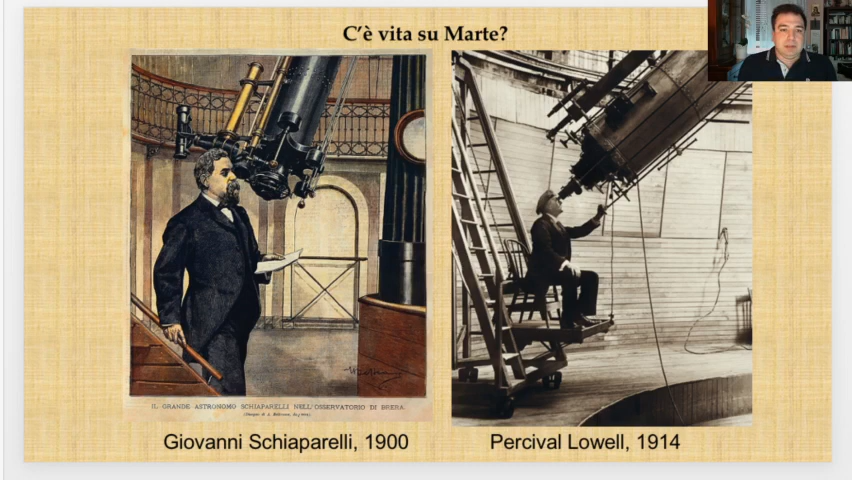 C'è vita su Marte?
IL GRANDE ASTRONOMO SCHIAPARELLI NELL'OSSERVATORIO DI BRERA
Giovanni Schiaparelli, 1900
Percival Lowell, 1914